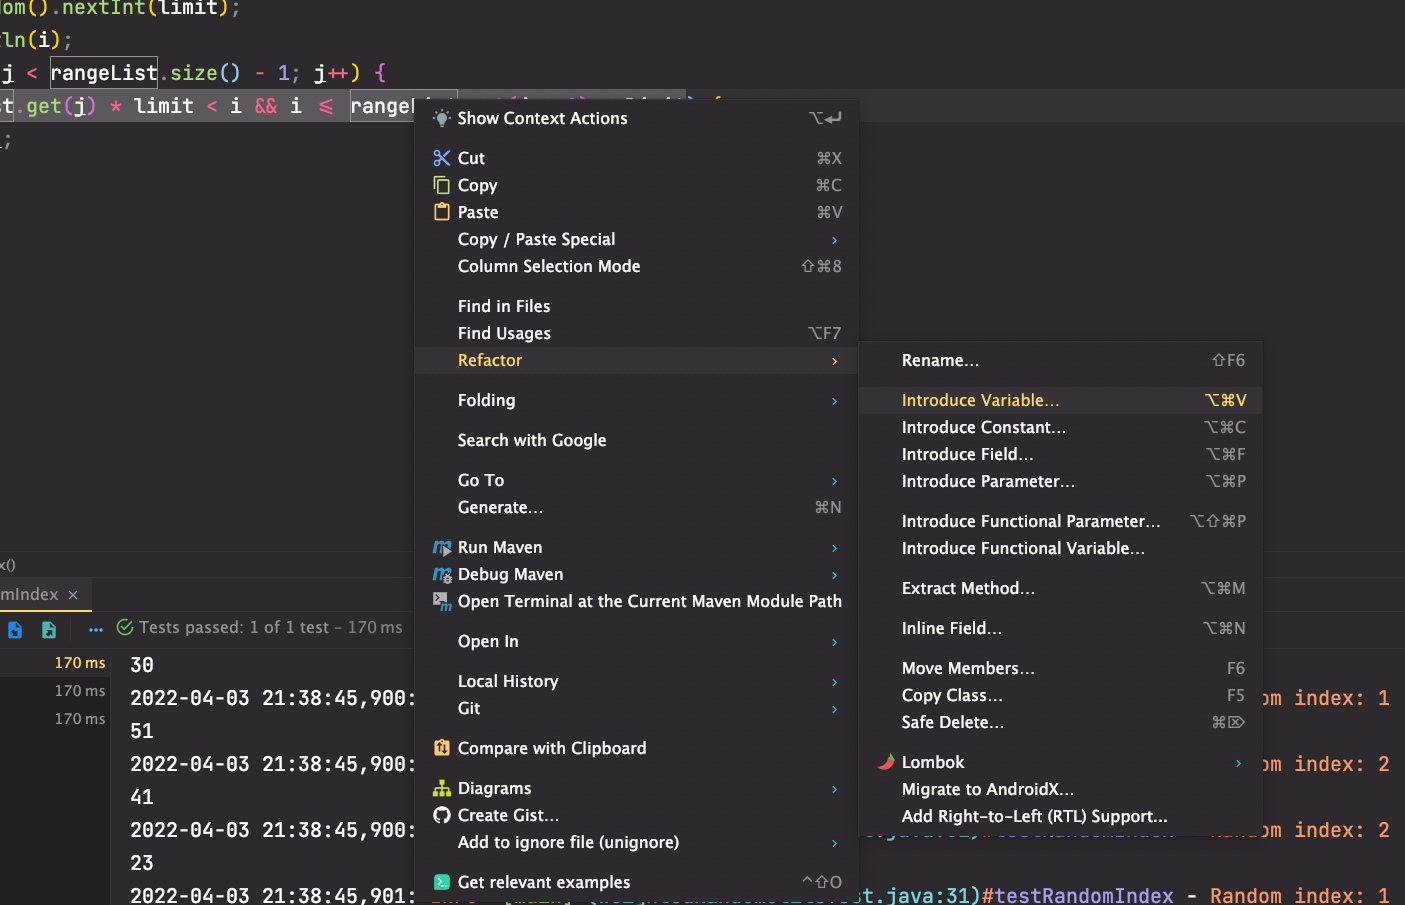 dom().nextInt(limit);
ln(i);
j < rangeList.size() - 1; j++) {
st.get(j) * limit < i && i <= range
;
Show Context Actions ⌥↩
Cut ⌘X
Copy ⌘C
Paste ⌘V
Copy / Paste Special
Column Selection Mode ⇧⌘8
Find in Files
Find Usages ⌥F7
Refactor
Folding
Search with Google
Go To
Generate... ⌘N
Run Maven
Debug Maven
Open Terminal at the Current Maven Module Path
Open In
Local History
Git
Compare with Clipboard
Diagrams
Create Gist...
Add to ignore file (unignore)
Get relevant examples ^⇧O
Rename... ⇧F6
Introduce Variable... ⌥⌘V
Introduce Constant... ⌥⌘C
Introduce Field... ⌥⌘F
Introduce Parameter... ⌥⌘P
Introduce Functional Parameter... ⌥⇧⌘P
Introduce Functional Variable...
Extract Method... ⌥⌘M
Inline Field... ⌥⌘N
Move Members... F6
Copy Class... F5
Safe Delete... ⌘⌦
Lombok
Migrate to AndroidX...
Add Right-to-Left (RTL) Support...
x()
mIndex ×
Tests passed: 1 of 1 test – 170 ms
170 ms
170 ms
170 ms
30
2022-04-03 21:38:45,900: om index: 1
51
2022-04-03 21:38:45,900: om index: 2
41
2022-04-03 21:38:45,900: Random index: 2
23
2022-04-03 21:38:45,901: st.java:31)#testRandomIndex - Random index: 1